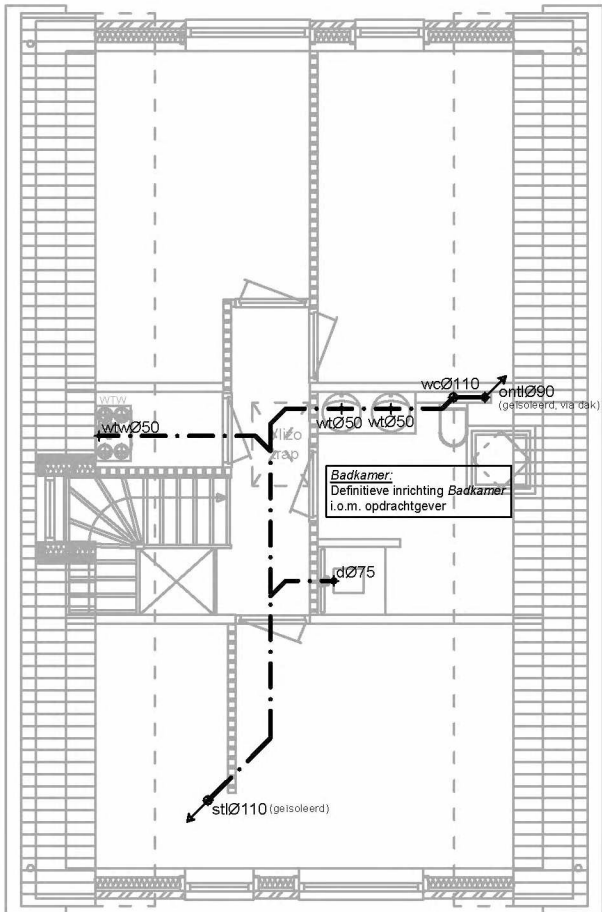 wcØ110
ontlØ90
(geïsoleerd, via dak)
WTW
wtwØ50
wtØ50
wtØ50
Vlizo
trap
Badkamer:
Definitieve inrichting Badkamer
i.o.m. opdrachtgever
dØ75
stlØ110 (geïsoleerd)